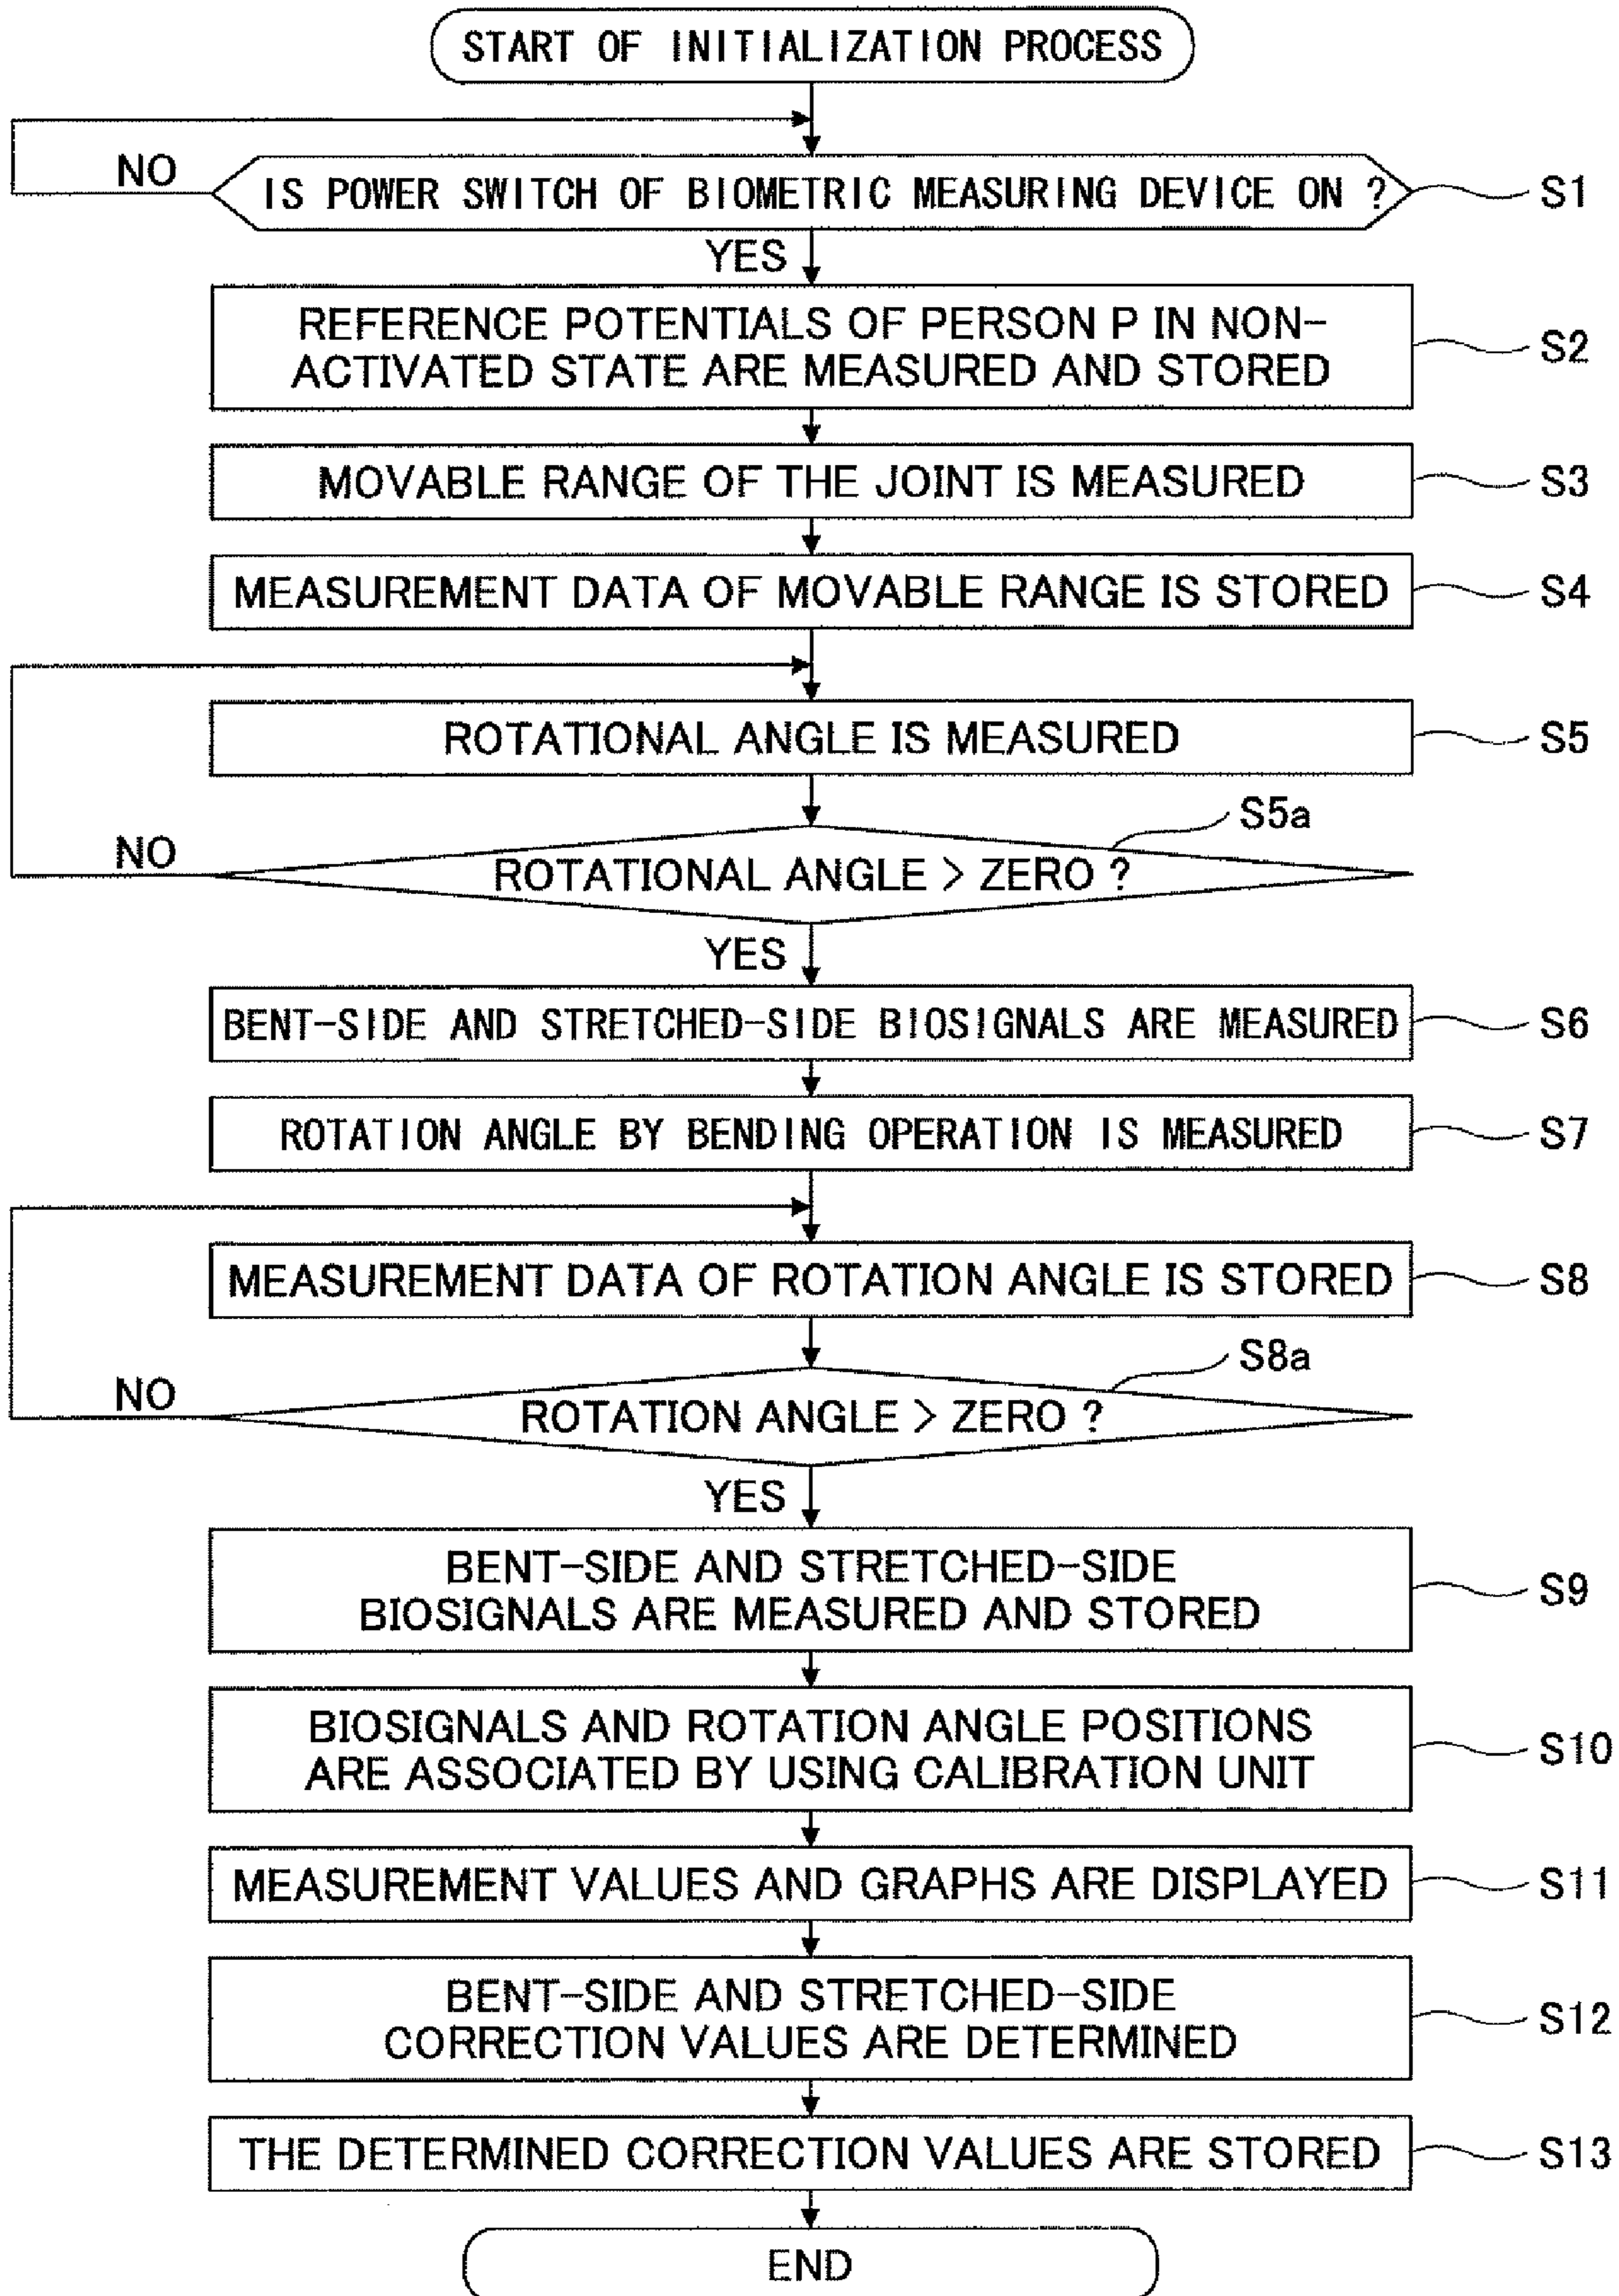 START OF INITIALIZATION PROCESS
NO
IS POWER SWITCH OF BIOMETRIC MEASURING DEVICE ON ?
S1
YES
REFERENCE POTENTIALS OF PERSON P IN NON-
ACTIVATED STATE ARE MEASURED AND STORED
S2
MOVABLE RANGE OF THE JOINT IS MEASURED
S3
MEASUREMENT DATA OF MOVABLE RANGE IS STORED
S4
ROTATIONAL ANGLE IS MEASURED
S5
S5a
NO
ROTATIONAL ANGLE > ZERO ?
YES
BENT-SIDE AND STRETCHED-SIDE BIOSIGNALS ARE MEASURED
S6
ROTATION ANGLE BY BENDING OPERATION IS MEASURED
S7
MEASUREMENT DATA OF ROTATION ANGLE IS STORED
S8
S8a
NO
ROTATION ANGLE > ZERO ?
YES
BENT-SIDE AND STRETCHED-SIDE
BIOSIGNALS ARE MEASURED AND STORED
S9
BIOSIGNALS AND ROTATION ANGLE POSITIONS
ARE ASSOCIATED BY USING CALIBRATION UNIT
S10
MEASUREMENT VALUES AND GRAPHS ARE DISPLAYED
S11
BENT-SIDE AND STRETCHED-SIDE
CORRECTION VALUES ARE DETERMINED
S12
THE DETERMINED CORRECTION VALUES ARE STORED
S13
END